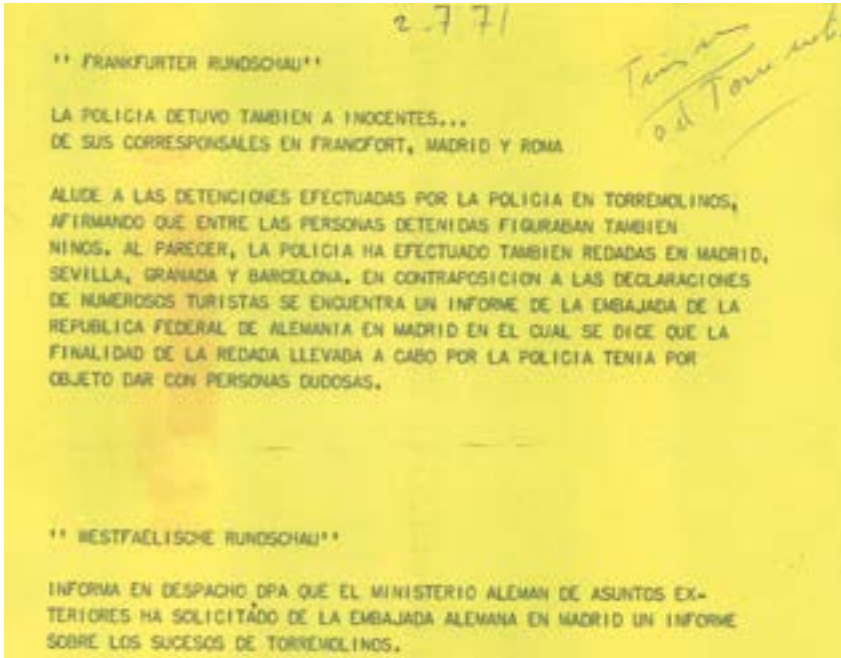 2.7 71
'' FRANKFURTER RUNDSCHAU''
LA POLICIA DETUVO TAMBIEN A INOCENTES...
DE SUS CORRESPONSALES EN FRANCFORT, MADRID Y ROMA
ALUDE A LAS DETENCIONES EFECTUADAS POR LA POLICIA EN TORREMOLINOS,
AFIRMANDO QUE ENTRE LAS PERSONAS DETENIDAS FIGURABAN TAMBIEN
NINOS. AL PARECER, LA POLICIA HA EFECTUADO TAMBIEN REDADAS EN MADRID,
SEVILLA, GRANADA Y BARCELONA. EN CONTRAPOSICION A LAS DECLARACIONES
DE NUMEROSOS TURISTAS SE ENCUENTRA UN INFORME DE LA EMBAJADA DE LA
REPUBLICA FEDERAL DE ALEMANIA EN MADRID EN EL CUAL SE DICE QUE LA
FINALIDAD DE LA REDADA LLEVADA A CABO POR LA POLICIA TENIA POR
OBJETO DAR CON PERSONAS DUDOSAS.
'' WESTFAELISCHE RUNDSCHAU''
INFORMA EN DESPACHO DPA QUE EL MINISTERIO ALEMAN DE ASUNTOS EX-
TERIORES HA SOLICITADO DE LA EMBAJADA ALEMANA EN MADRID UN INFORME
SOBRE LOS SUCESOS DE TORREMOLINOS.